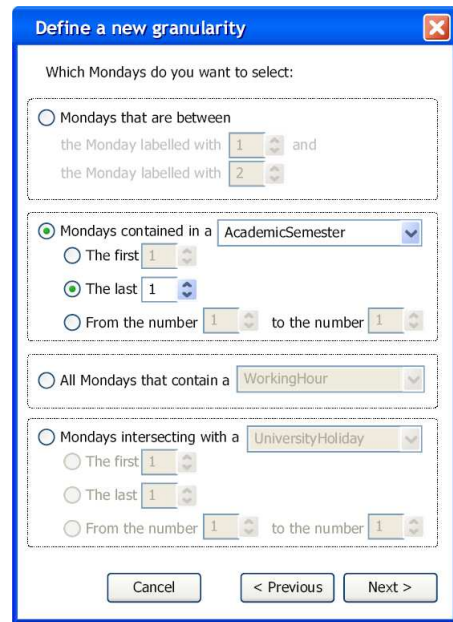 Define a new granularity
Which Mondays do you want to select:
Mondays that are between
the Monday labelled with 1 and
the Monday labelled with 2
Mondays contained in a AcademicSemester
The first 1
The last 1
From the number 1 to the number 1
All Mondays that contain a WorkingHour
Mondays intersecting with a UniversityHoliday
The first 1
The last 1
From the number 1 to the number 1
Cancel < Previous Next >